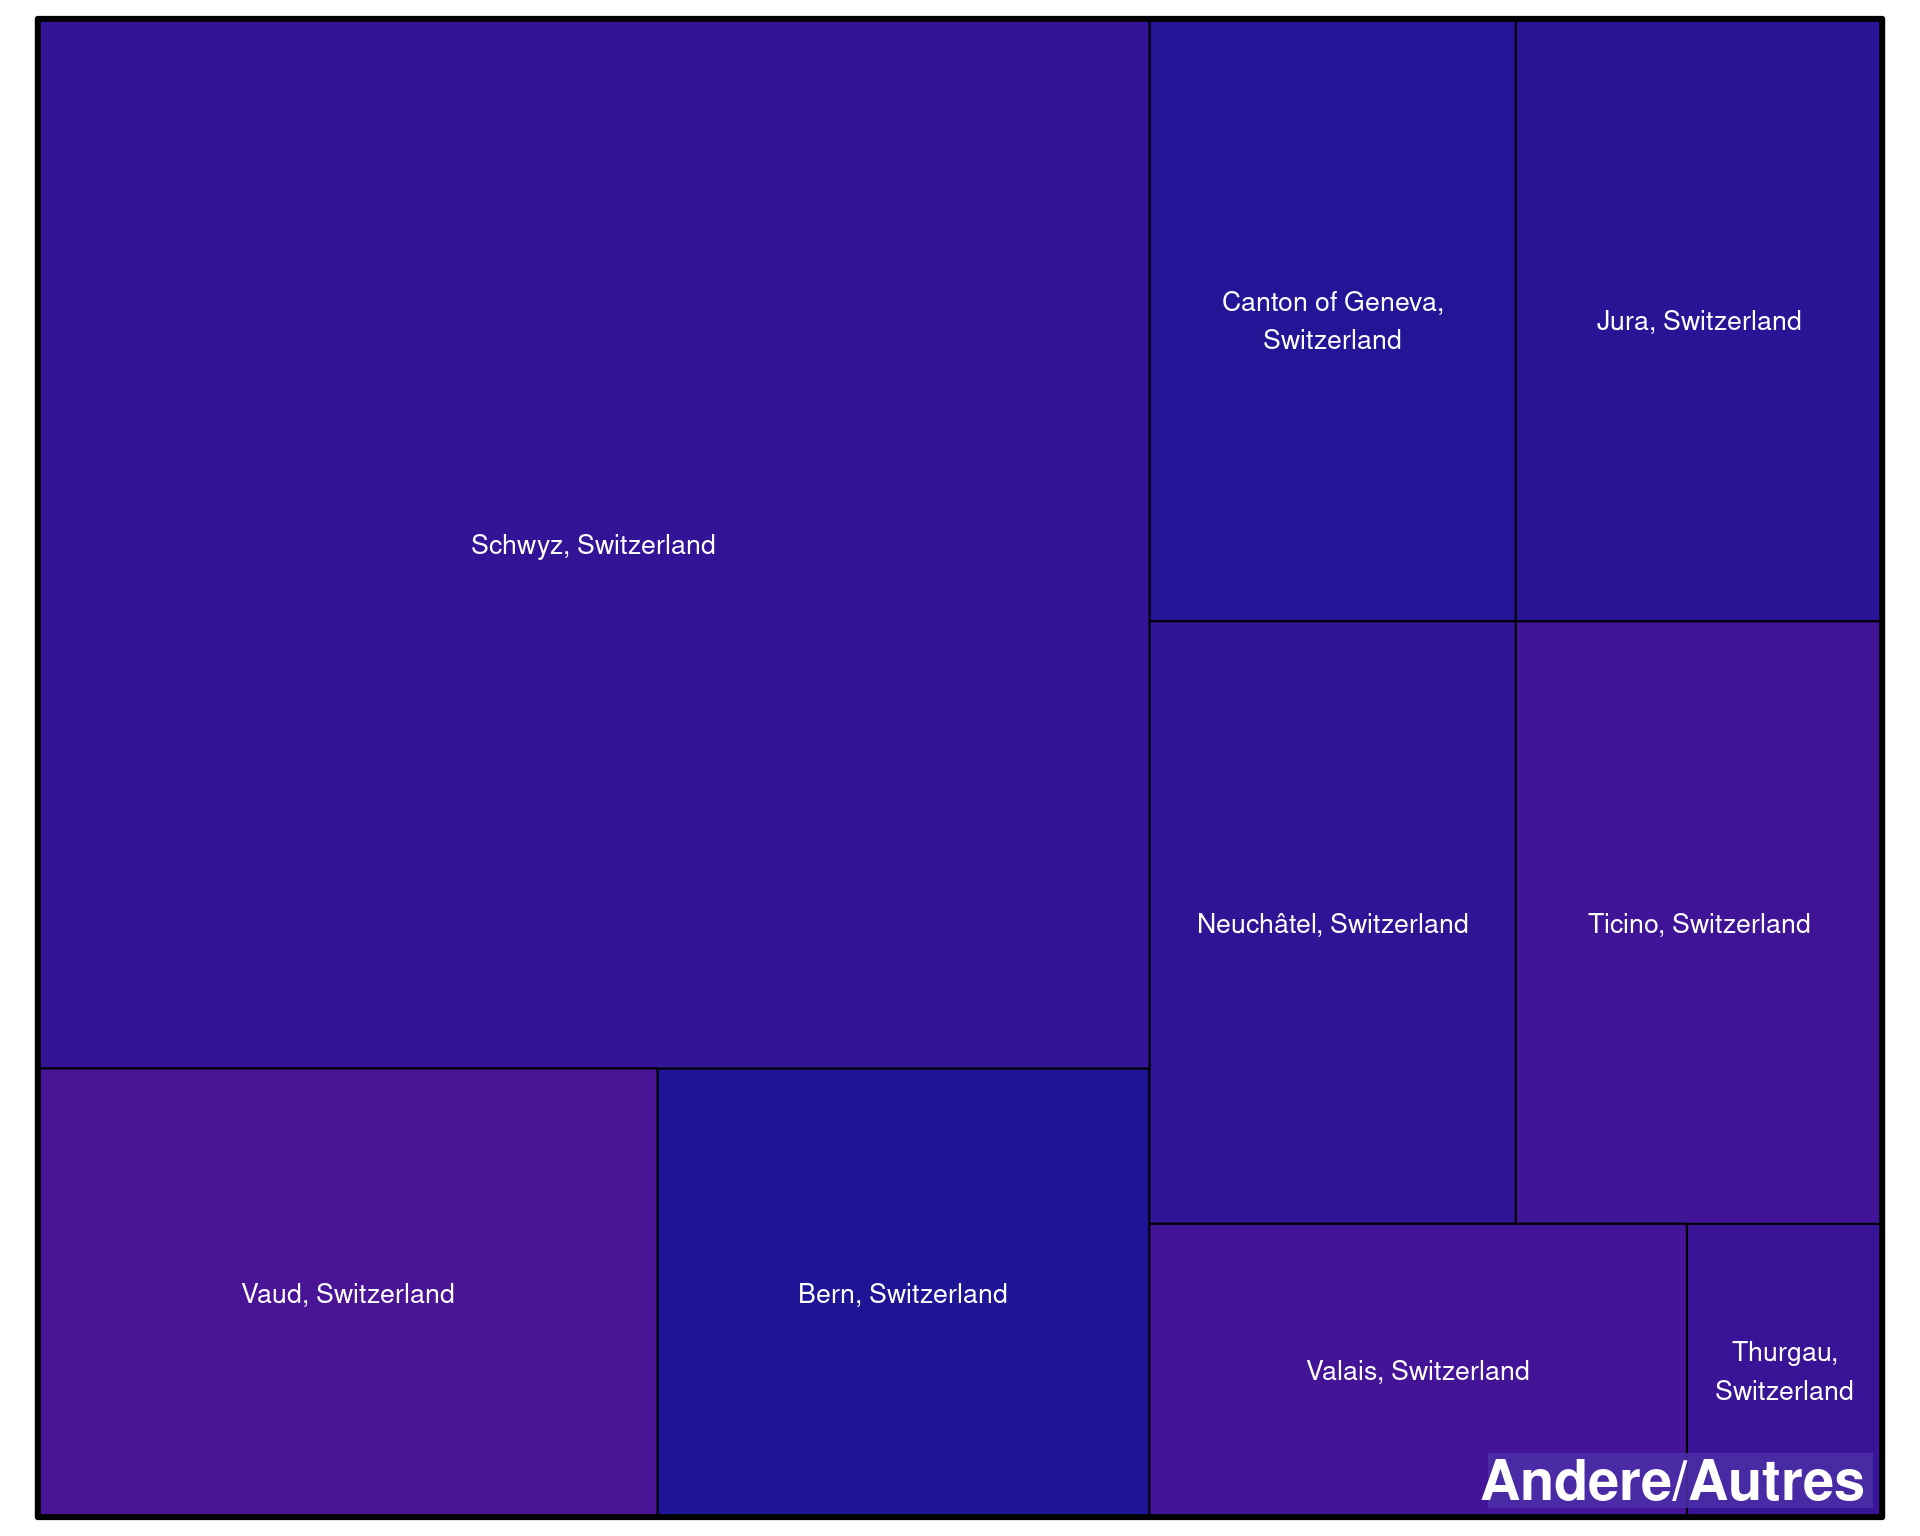 Schwyz, Switzerland
Canton of Geneva,
Switzerland
Jura, Switzerland
Neuchâtel, Switzerland
Ticino, Switzerland
Vaud, Switzerland
Bern, Switzerland
Valais, Switzerland
Thurgau,
Switzerland
Andere/Autres